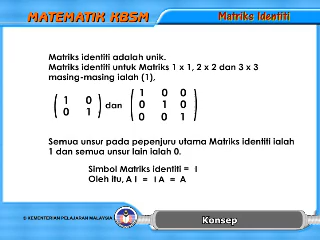 MATEMATIK KBSM
Matriks Identiti
Matriks identiti adalah unik.
Matriks identiti untuk Matriks 1 x 1, 2 x 2 dan 3 x 3
masing-masing ialah (1),
( 1 0 ) dan ( 1 0 0 )
( 0 1 ) ( 0 1 0 )
( 0 0 1 )
Semua unsur pada pepenjuru utama Matriks identiti ialah
1 dan semua unsur lain ialah 0.
Simbol Matriks identiti = I
Oleh itu, A I = I A = A
© KEMENTERIAN PELAJARAN MALAYSIA
Konsep